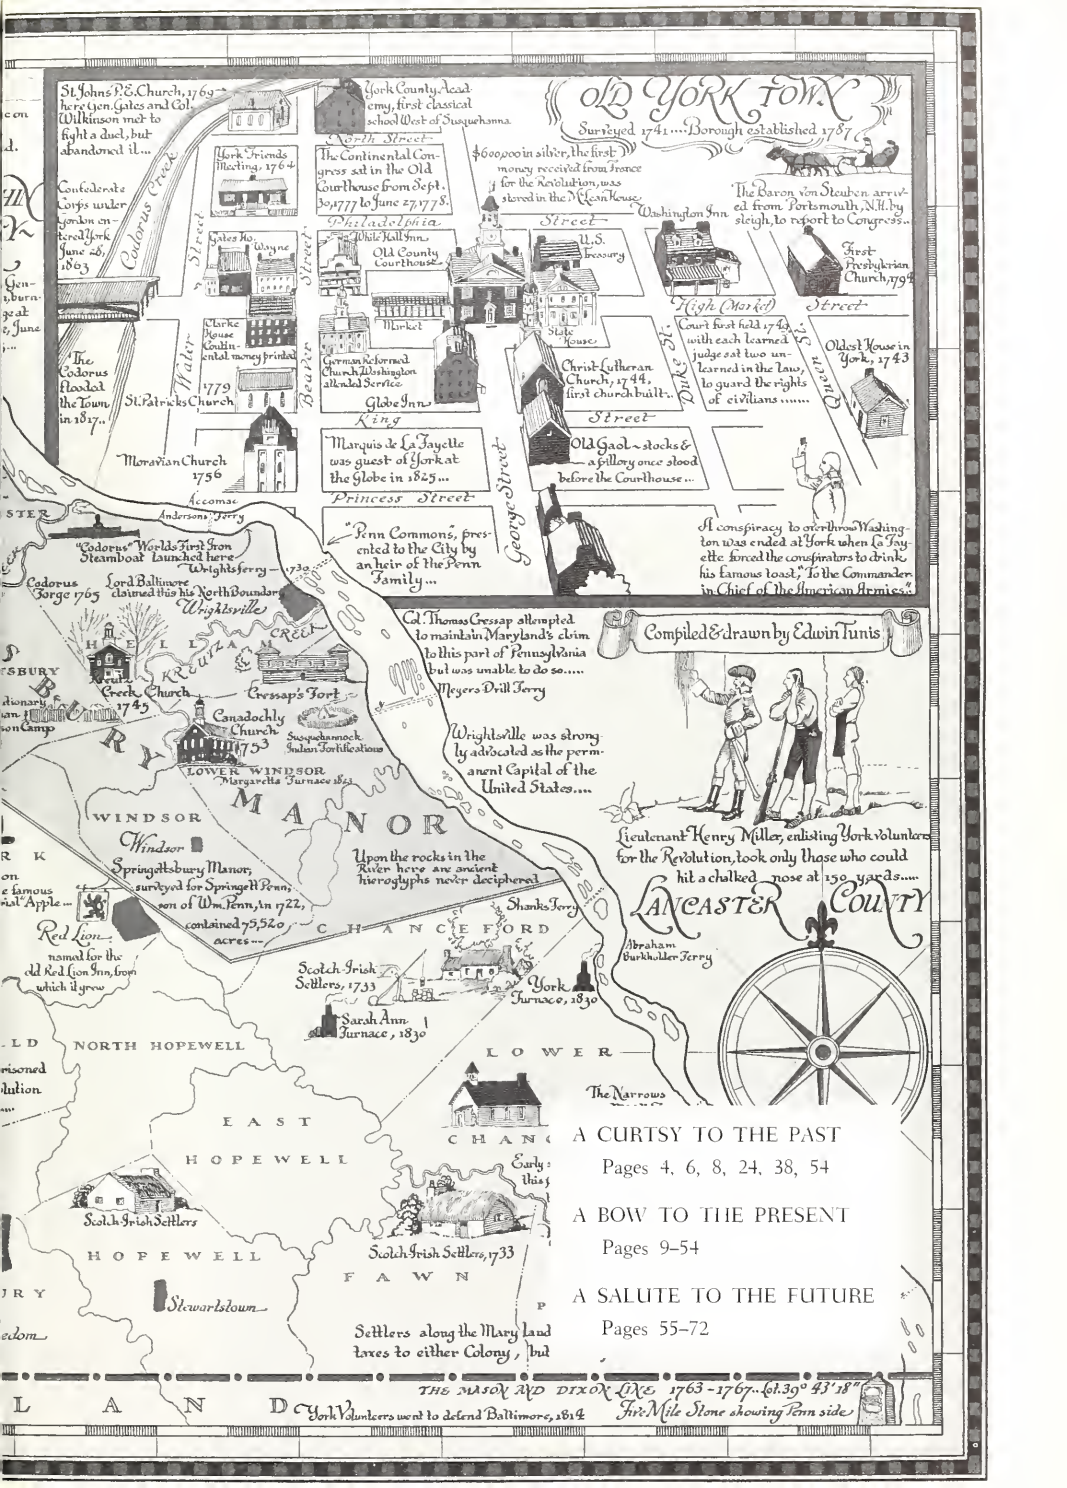 St. John's P.E. Church, 1769
here Gen. Gates and Col.
Wilkinson met to
fight a duel, but
abandoned it...
York County Acad-
emy, first classical
school West of Susquehanna
OLD YORK TOWN
Surveyed 1741....Borough established 1787
North Street
York Friends
Meeting, 1764
The Continental Con-
gress sat in the Old
Courthouse from Sept.
30, 1777 to June 27, 1778.
$600,000 in silver, the first
money received from France
for the Revolution, was
stored in the McLean House
The Baron von Steuben arriv-
ed from Portsmouth, N.H. by
sleigh, to report to Congress..
Confederate
Corps under
Gordon en-
tered York
June 28,
1863
Codorus Creek
Philadelphia
Street
Washington Inn
Street
Gates Ho.
Wayne
Street
White Hall Inn
Old County
Courthouse
U.S.
Treasury
First
Presbyterian
Church, 1794
High (Market)
Street
Market
State
House
Clarke
House
Contin-
ental money printed
Water
Beaver
German Reformed
Church, Washington
attended Service
Court first held 1749,
with each learned
judge sat two un-
learned in the law,
to guard the rights
of civilians.......
Duke St.
Queen St.
Oldest House in
York, 1743
The
Codorus
flooded
the Town
in 1817..
1779
St. Patricks Church
Globe Inn
Christ Lutheran
Church, 1744,
first church built..
King
Street
Moravian Church
1756
Marquis de La Fayette
was guest of York at
the Globe in 1825...
Old Gaol ~ stocks &
a pillory once stood
before the Courthouse...
Princess Street
George Street
Accomac
Andersons' Ferry
STER
"Codorus" Worlds First Iron
Steamboat launched here
Wrightsferry
1730
"Penn Commons", pres-
ented to the City by
an heir of the Penn
Family...
A conspiracy to overthrow Washing-
ton was ended at York when La Fay-
ette forced the conspirators to drink
his famous toast, "To the Commander
in Chief of the American Armies".
Codorus
Forge 1765
Lord Baltimore
claimed this his North Boundary
Wrightsville
HELLAM
KREUTZ CREEK
Kreutz
Creek Church
1745
Cressap's Fort
Col. Thomas Cressap attempted
to maintain Maryland's claim
to this part of Pennsylvania
but was unable to do so.....
Meyers Drill Ferry
Compiled & drawn by Edwin Tunis
TSBURY
BURY
MANOR
Canadochly
Church
1753
Susquehannock
Indian Fortifications
LOWER WINDSOR
Margaretta Furnace 1823
Wrightsville was strong-
ly advocated as the perm-
anent Capital of the
United States....
WINDSOR
Windsor
Springettsbury Manor,
surveyed for Springett Penn,
son of Wm. Penn, in 1722,
contained 75,520
acres...
Upon the rocks in the
River here are ancient
hieroglyphs never deciphered
Lieutenant Henry Miller, enlisting York volunteers
for the Revolution, took only those who could
hit a chalked nose at 150 yards.....
LANCASTER COUNTY
Red Lion
named for the
old Red Lion Inn, from
which it grew
Shanks Ferry
CHANCEFORD
Abraham
Burkholder Ferry
Scotch-Irish
Settlers, 1733
York
Furnace, 1830
Sarah Ann
Furnace, 1830
NORTH HOPEWELL
LOWER
The Narrows
EAST
HOPEWELL
CHANC
Early
this
Scotch-Irish Settlers
Scotch-Irish Settlers, 1733
HOPEWELL
FAWN
Stewartstown
P
Settlers along the Maryland
taxes to either Colony, but
A CURTSY TO THE PAST
Pages 4, 6, 8, 24, 38, 54
A BOW TO THE PRESENT
Pages 9–54
A SALUTE TO THE FUTURE
Pages 55–72
THE MASON AND DIXON LINE 1763-1767..Lat. 39° 43' 18"
LAND
York Volunteers went to defend Baltimore, 1814
Five Mile Stone showing Penn side